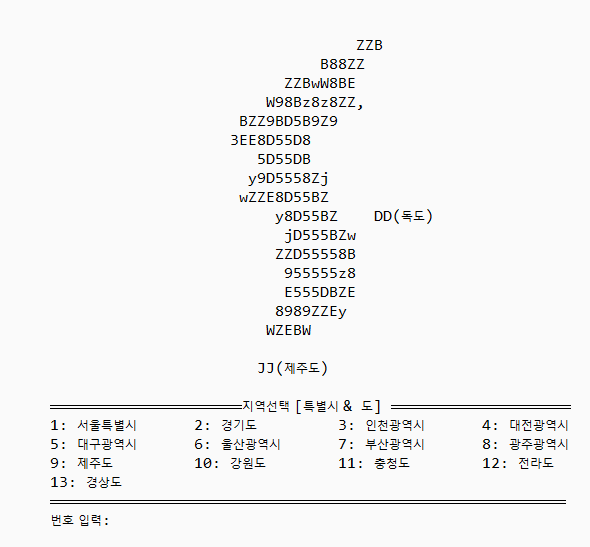 ZZB
B88ZZ
ZZBwW8BE
W98Bz8z8ZZ,
BZZ9BD5B9Z9
3EE8D55D8
5D55DB
y9D5558Zj
wZZE8D55BZ
y8D55BZ DD(독도)
jD555BZw
ZZD55558B
955555z8
E555DBZE
8989ZZEy
WZEBW
JJ(제주도)
지역선택 [특별시 & 도]
1: 서울특별시 2: 경기도 3: 인천광역시 4: 대전광역시
5: 대구광역시 6: 울산광역시 7: 부산광역시 8: 광주광역시
9: 제주도 10: 강원도 11: 충청도 12: 전라도
13: 경상도
번호 입력: